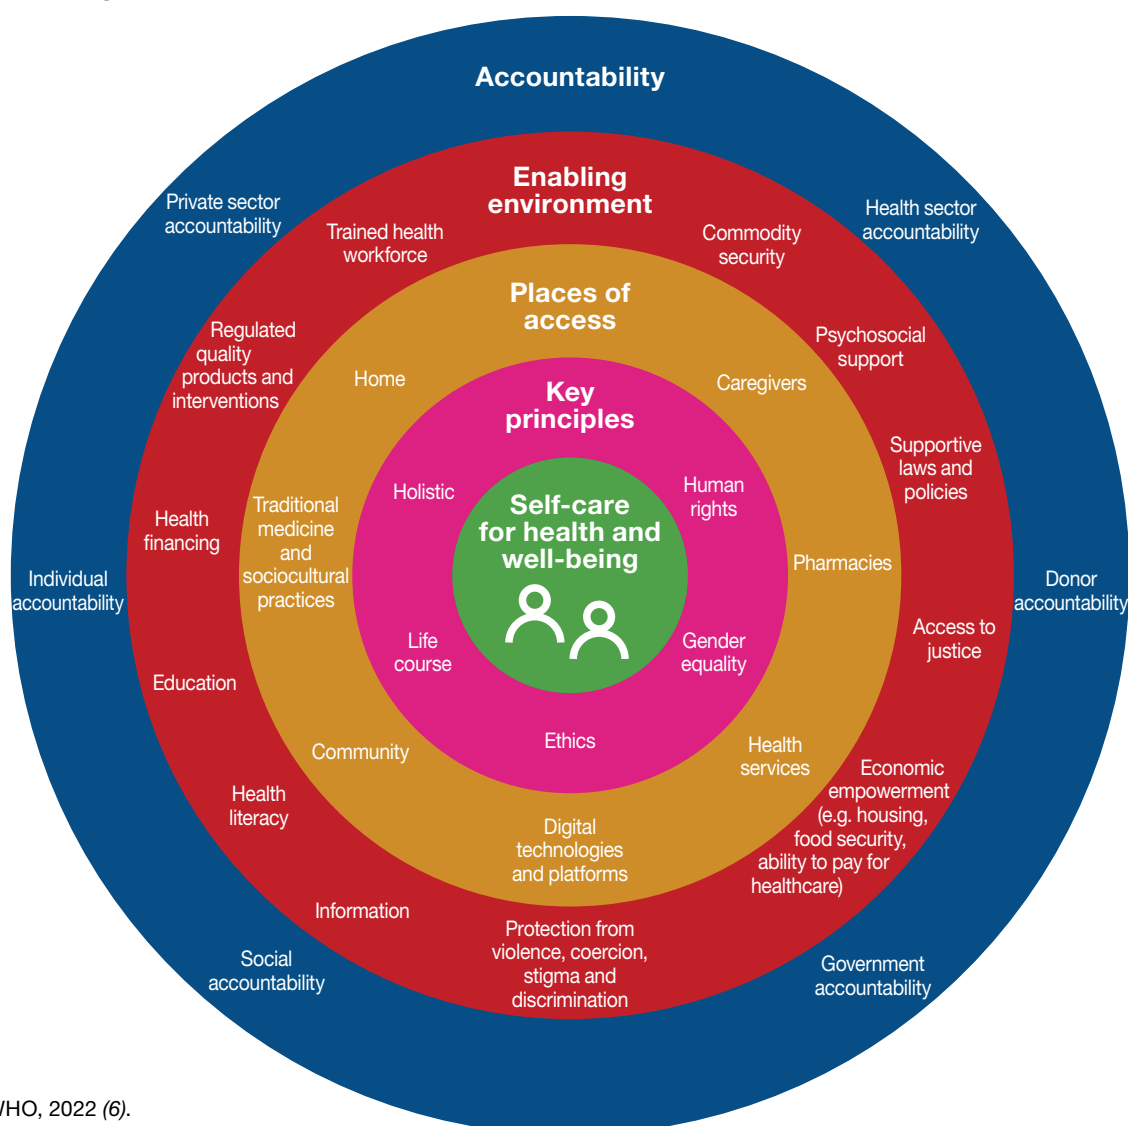 Accountability
Private sector
accountability
Health sector
accountability
Donor
accountability
Government
accountability
Social
accountability
Individual
accountability
Enabling
environment
Trained health
workforce
Commodity
security
Psychosocial
support
Supportive
laws and
policies
Access to
justice
Economic
empowerment
(e.g. housing,
food security,
ability to pay for
healthcare)
Protection from
violence, coercion,
stigma and
discrimination
Information
Health
literacy
Education
Health
financing
Regulated
quality
products and
interventions
Places of
access
Home
Caregivers
Pharmacies
Health
services
Digital
technologies
and platforms
Community
Traditional
medicine
and
sociocultural
practices
Key
principles
Holistic
Human
rights
Gender
equality
Ethics
Life
course
Self-care
for health and
well-being
WHO, 2022 (6).